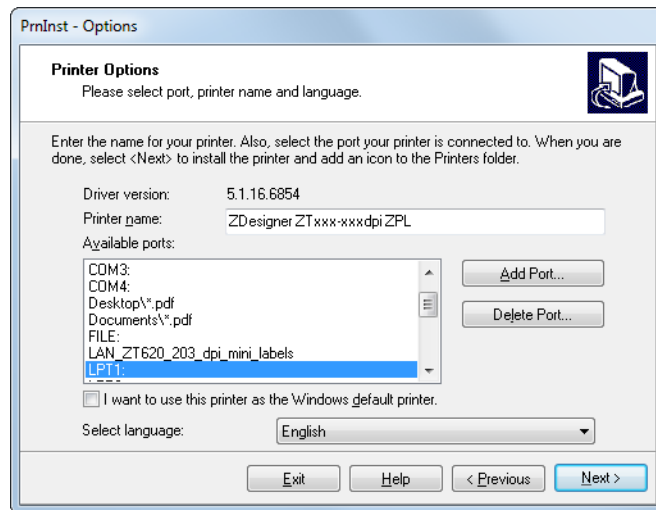 PrnInst - Options
Printer Options
Please select port, printer name and language.
Enter the name for your printer. Also, select the port your printer is connected to. When you are
done, select <Next> to install the printer and add an icon to the Printers folder.
Driver version: 5.1.16.6854
Printer name: ZDesigner ZTxxx-xxxdpi ZPL
Available ports:
COM3:
COM4:
Desktop\*.pdf
Documents\*.pdf
FILE:
LAN_ZT620_203_dpi_mini_labels
LPT1:
Add Port...
Delete Port...
I want to use this printer as the Windows default printer.
Select language: English
Exit Help < Previous Next >